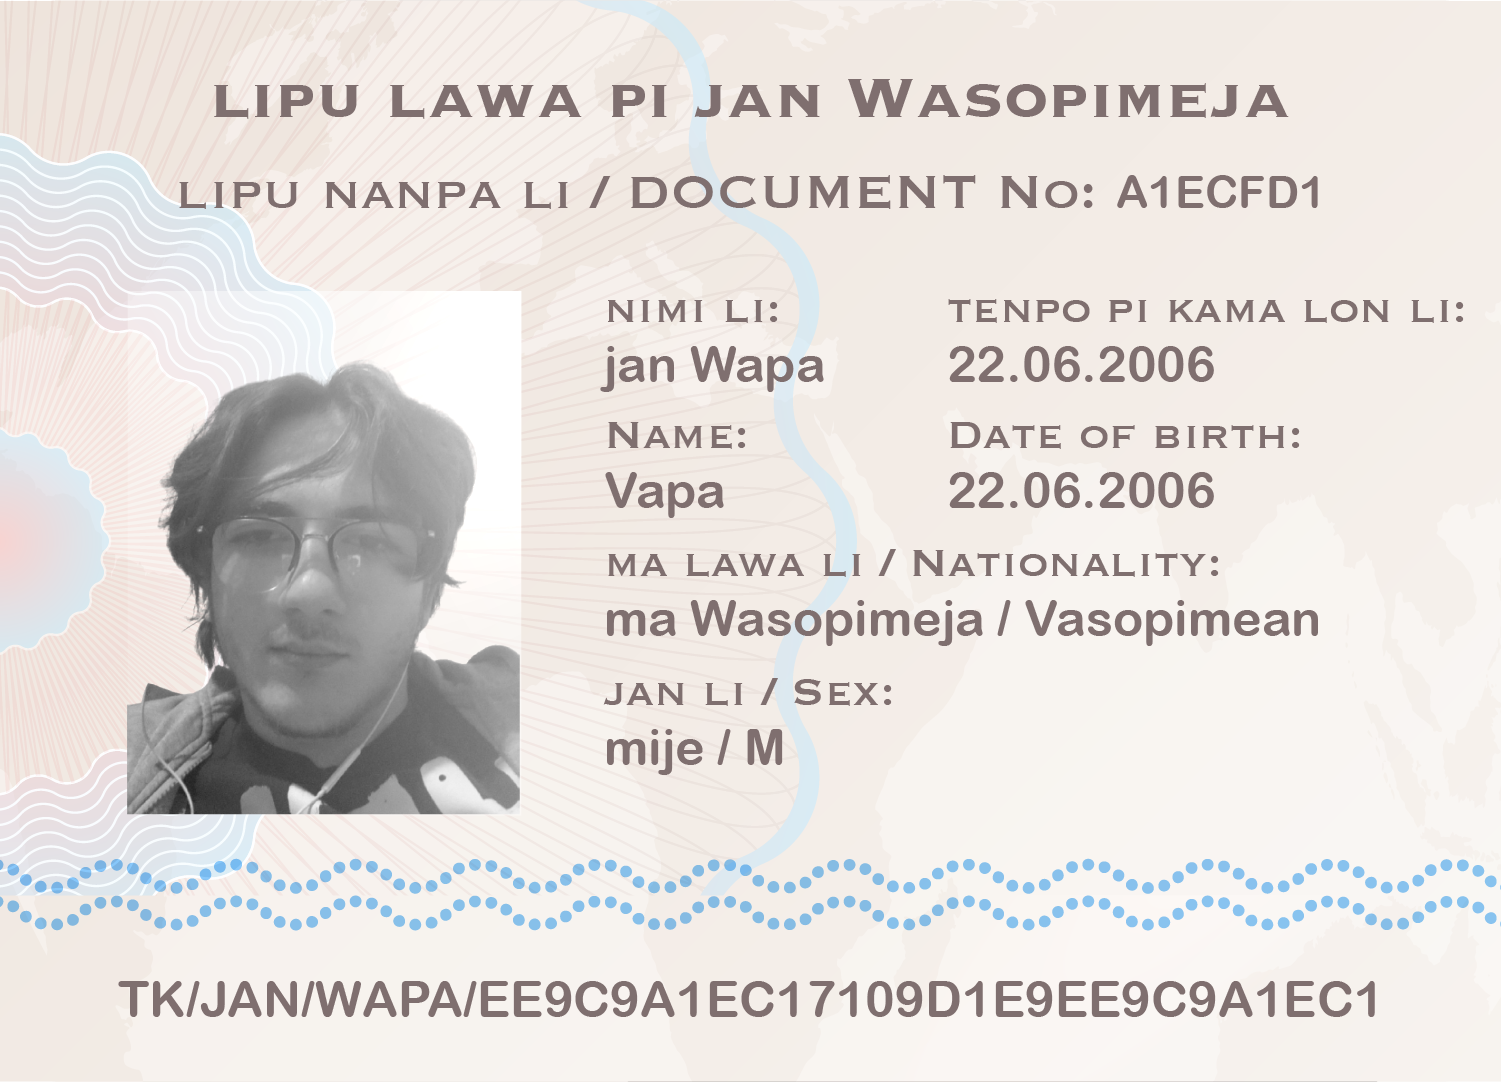 LIPU LAWA PI JAN WASOPIMEJA
LIPU NANPA LI / DOCUMENT NO: A1ECFD1
NIMI LI:
jan Wapa
TENPO PI KAMA LON LI:
22.06.2006
NAME:
Vapa
DATE OF BIRTH:
22.06.2006
MA LAWA LI / NATIONALITY:
ma Wasopimeja / Vasopimean
JAN LI / SEX:
mije / M
TK/JAN/WAPA/EE9C9A1EC17109D1E9EE9C9A1EC1